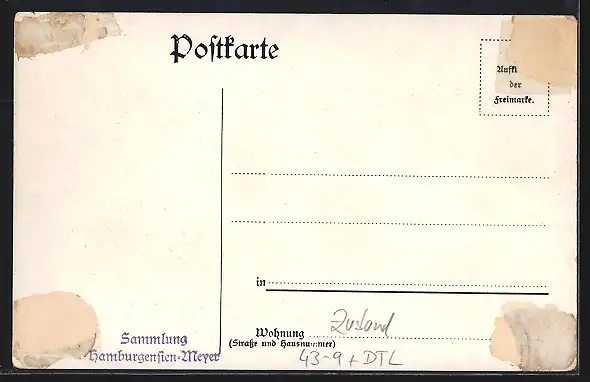 Postkarte
Aufkl
der
Freimarke.
in
Wohnung Zustand
(Straße und Hausnummer)
43-9 + DTL
Sammlung
Hamburgensien-Meyer